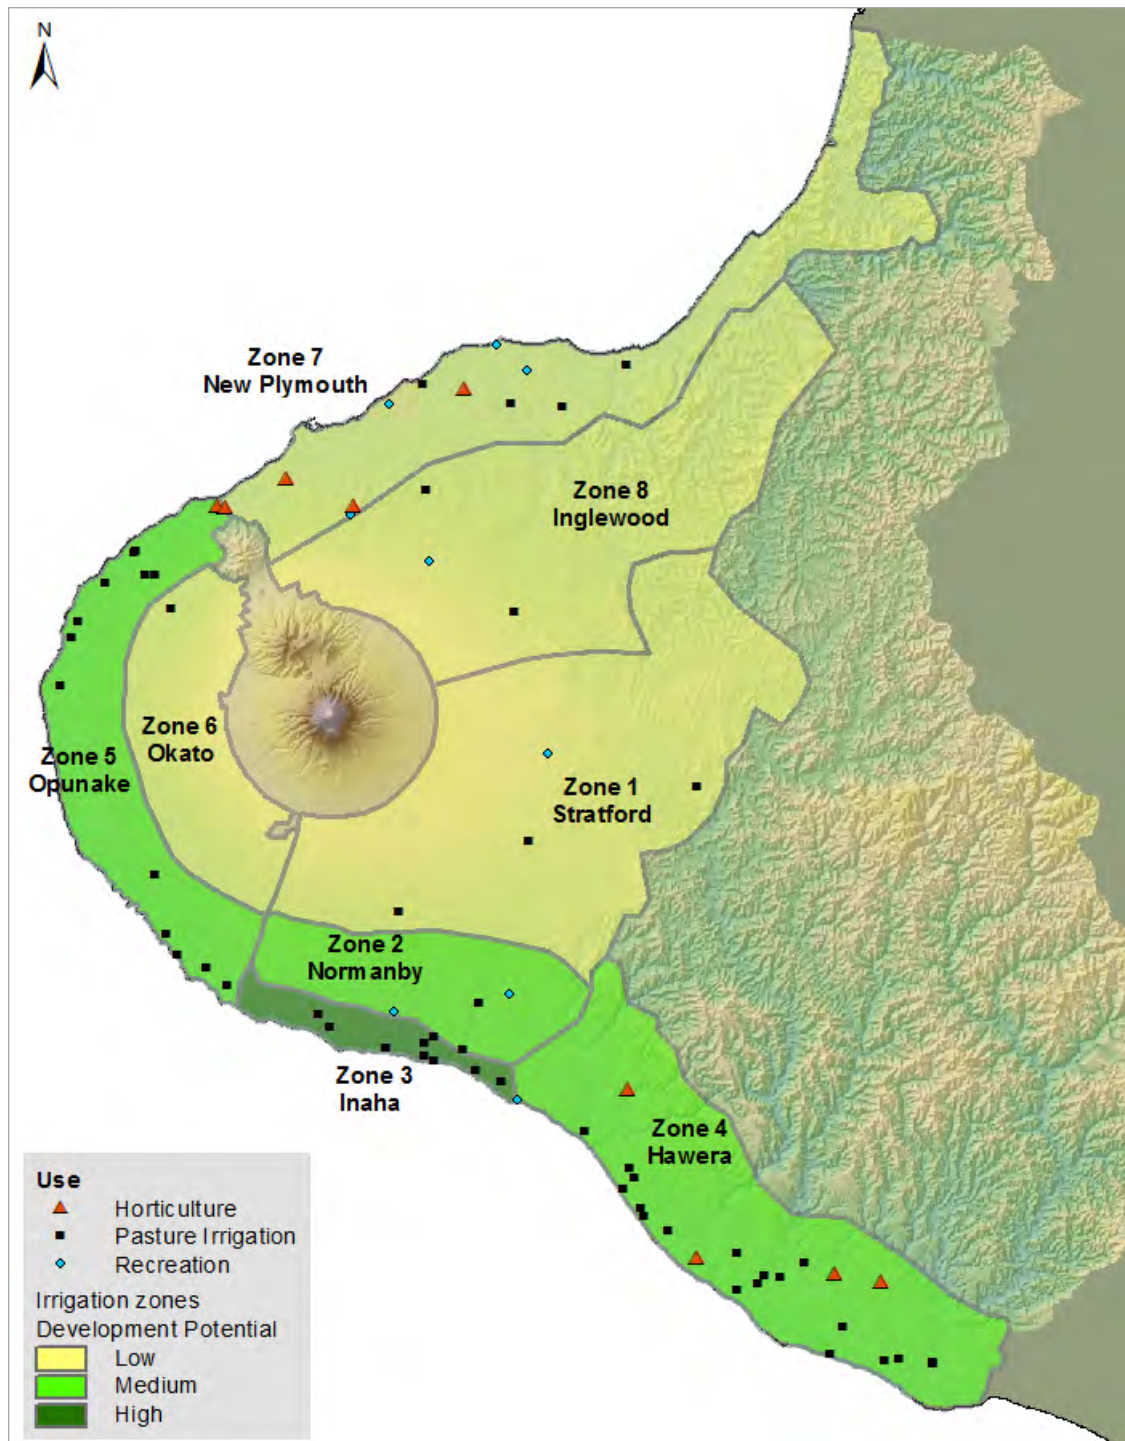 N
Zone 7
New Plymouth
Zone 8
Inglewood
Zone 6
Okato
Zone 5
Opunake
Zone 1
Stratford
Zone 2
Normanby
Zone 3
Inaha
Zone 4
Hawera
Use
Horticulture
Pasture Irrigation
Recreation
Irrigation zones
Development Potential
Low
Medium
High